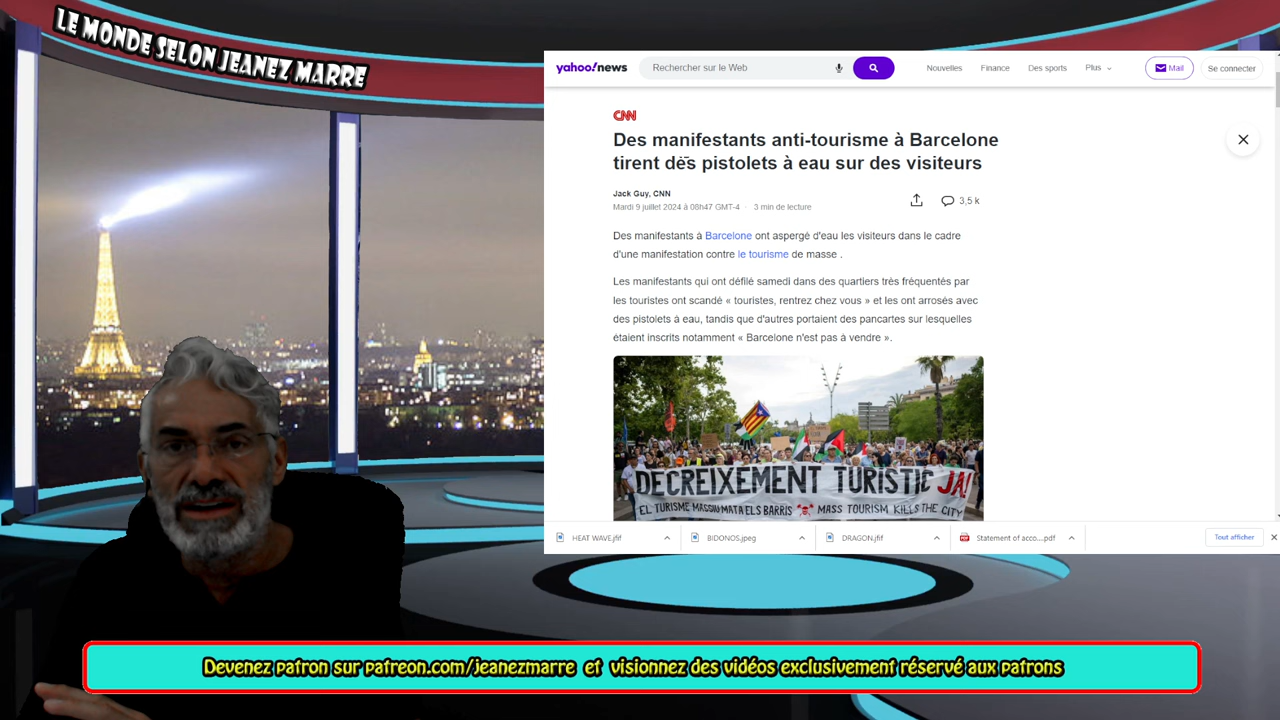 LE MONDE SELON JEANEZ MARRE
yahoo!news
Rechercher sur le Web
Nouvelles
Finance
Des sports
Plus
Mail
Se connecter
CNN
Des manifestants anti-tourisme à Barcelone
tirent des pistolets à eau sur des visiteurs
Jack Guy, CNN
Mardi 9 juillet 2024 à 08h47 GMT-4 · 3 min de lecture
3,5 k
Des manifestants à Barcelone ont aspergé d'eau les visiteurs dans le cadre
d'une manifestation contre le tourisme de masse .
Les manifestants qui ont défilé samedi dans des quartiers très fréquentés par
les touristes ont scandé « touristes, rentrez chez vous » et les ont arrosés avec
des pistolets à eau, tandis que d'autres portaient des pancartes sur lesquelles
étaient inscrits notamment « Barcelone n'est pas à vendre ».
DECREIXEMENT TURÍSTIC JA!
EL TURISME MASSIU MATA ELS BARRIS MASS TOURISM KILLS THE CITY
HEAT WAVE.jfif
BIDONOS.jpeg
DRAGON.jfif
Statement of acco....pdf
Tout afficher
Devenez patron sur patreon.com/jeanezmarre et visionnez des vidéos exclusivement réservé aux patrons